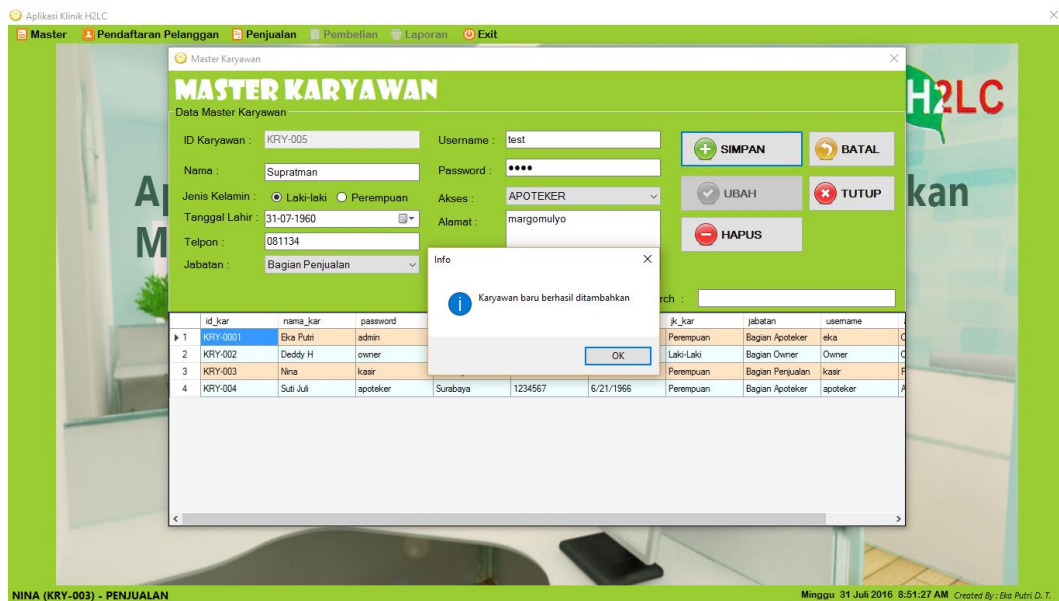 Aplikasi Klinik H2LC
Master Pendaftaran Pelanggan Penjualan Pembelian Laporan Exit
Master Karyawan
MASTER KARYAWAN
H2LC
Data Master Karyawan
ID Karyawan : KRY-005 Username : test SIMPAN BATAL
Nama : Supratman Password : ●●●● UBAH TUTUP
Jenis Kelamin : Laki-laki Perempuan Akses : APOTEKER
Ap kan
Tanggal Lahir : 31-07-1960 Alamat : margomulyo
M
Telpon : 081134 HAPUS
Jabatan : Bagian Penjualan
Info
Karyawan baru berhasil ditambahkan
OK
rch :
id_kar nama_kar password jk_kar jabatan username
1 KRY-0001 Eka Putri admin Perempuan Bagian Apoteker eka
2 KRY-002 Deddy H owner Laki-Laki Bagian Owner Owner
3 KRY-003 Nina kasir Perempuan Bagian Penjualan kasir
4 KRY-004 Suti Juli apoteker Surabaya 1234567 6/21/1966 Perempuan Bagian Apoteker apoteker
NINA (KRY-003) - PENJUALAN Minggu 31 Juli 2016 8:51:27 AM Created By : Eka Putri D. T.